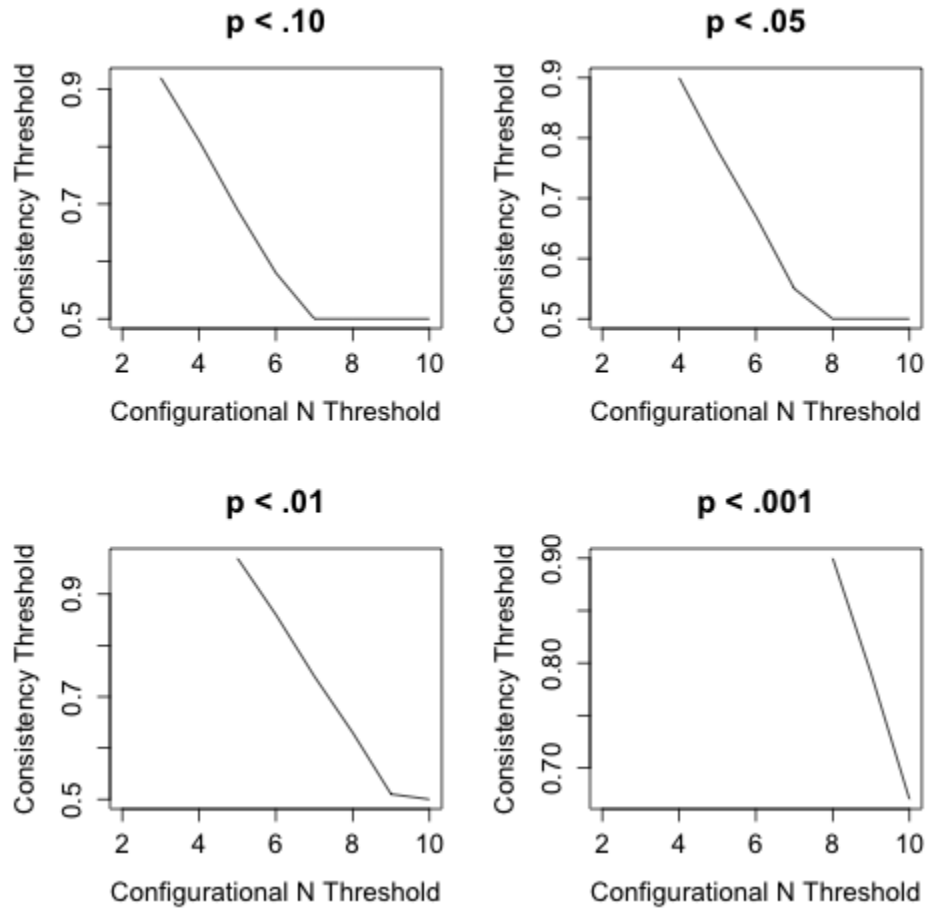 p < .10
Consistency Threshold
0.9
0.7
0.5
2 4 6 8 10
Configurational N Threshold
p < .05
Consistency Threshold
0.9
0.8
0.7
0.6
0.5
2 4 6 8 10
Configurational N Threshold
p < .01
Consistency Threshold
0.9
0.7
0.5
2 4 6 8 10
Configurational N Threshold
p < .001
Consistency Threshold
0.90
0.80
0.70
2 4 6 8 10
Configurational N Threshold